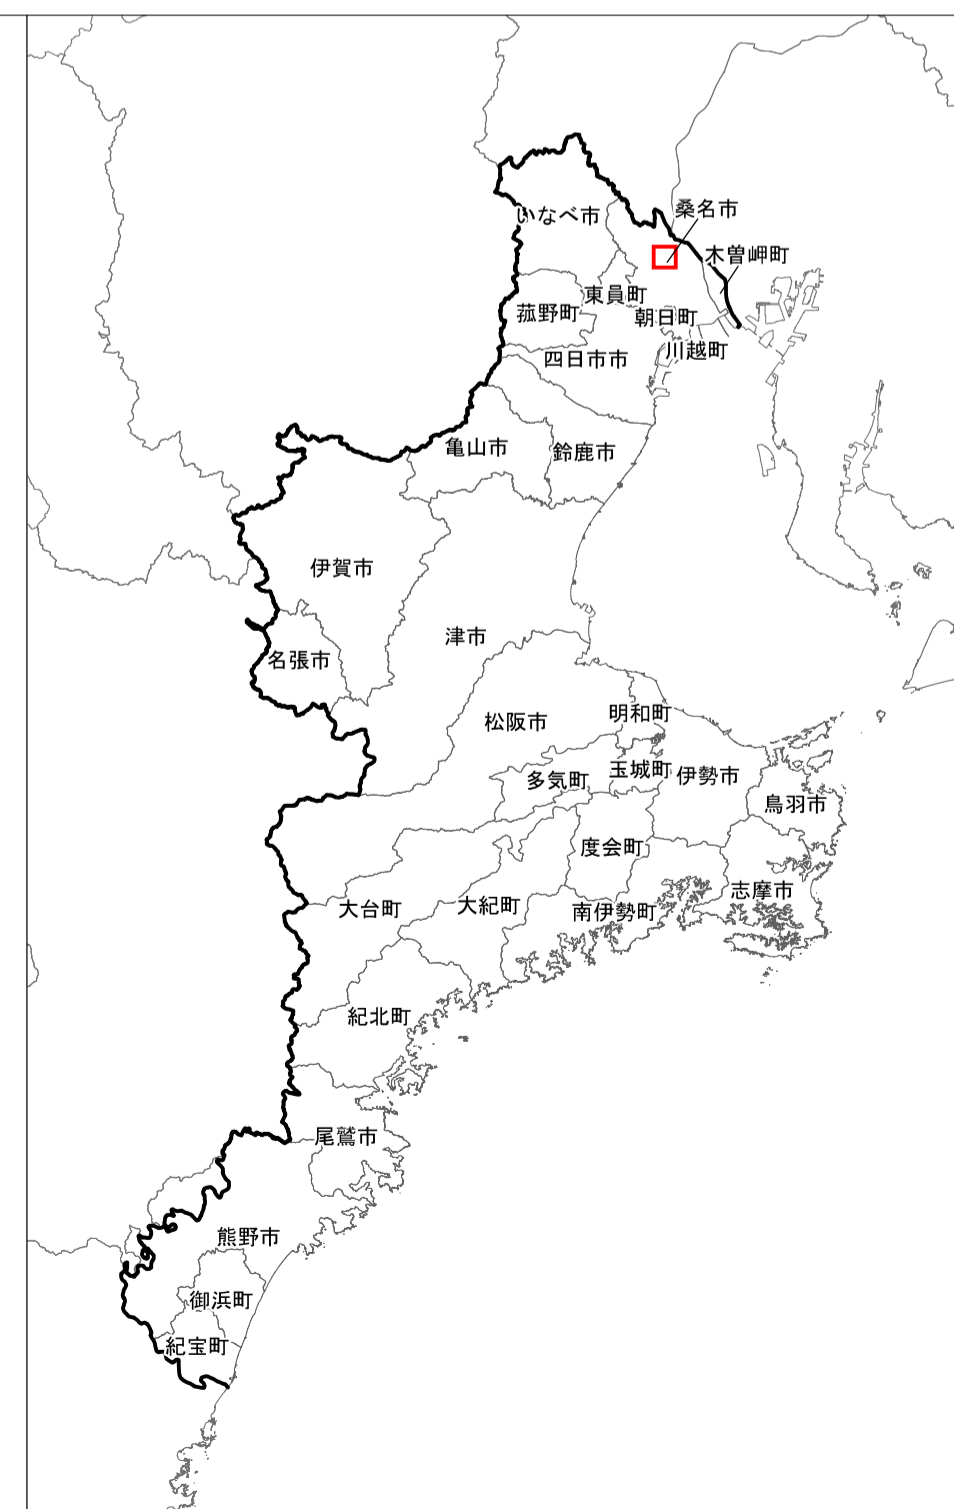 桑名市
いなべ市
木曽岬町
東員町
菰野町
朝日町
川越町
四日市市
亀山市
鈴鹿市
伊賀市
津市
名張市
明和町
松阪市
玉城町
伊勢市
多気町
鳥羽市
度会町
志摩市
大台町
大紀町
南伊勢町
紀北町
尾鷲市
熊野市
御浜町
紀宝町